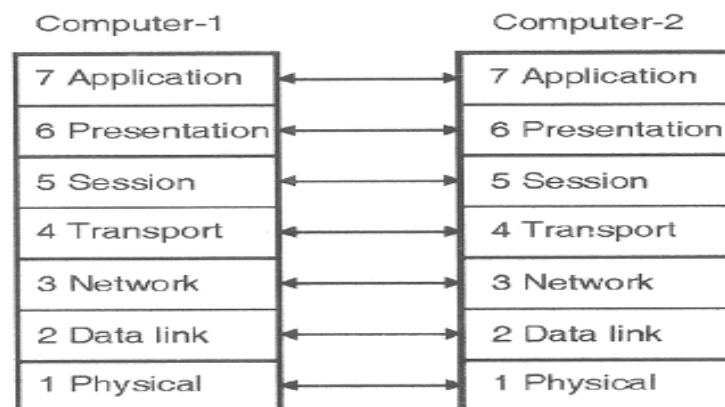 Computer-1 Computer-2
7 Application 7 Application
6 Presentation 6 Presentation
5 Session 5 Session
4 Transport 4 Transport
3 Network 3 Network
2 Data link 2 Data link
1 Physical 1 Physical